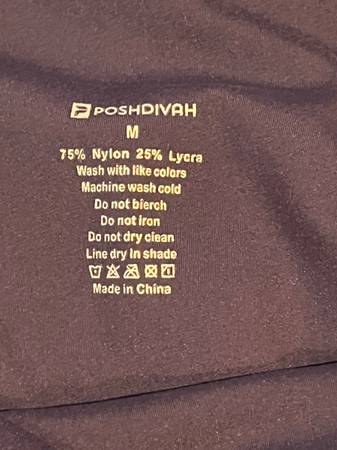 POSHDIVAH
M
75% Nylon 25% Lycra
Wash with like colors
Machine wash cold
Do not bierch
Do not iron
Do not dry clean
Line dry in shade
Made in China